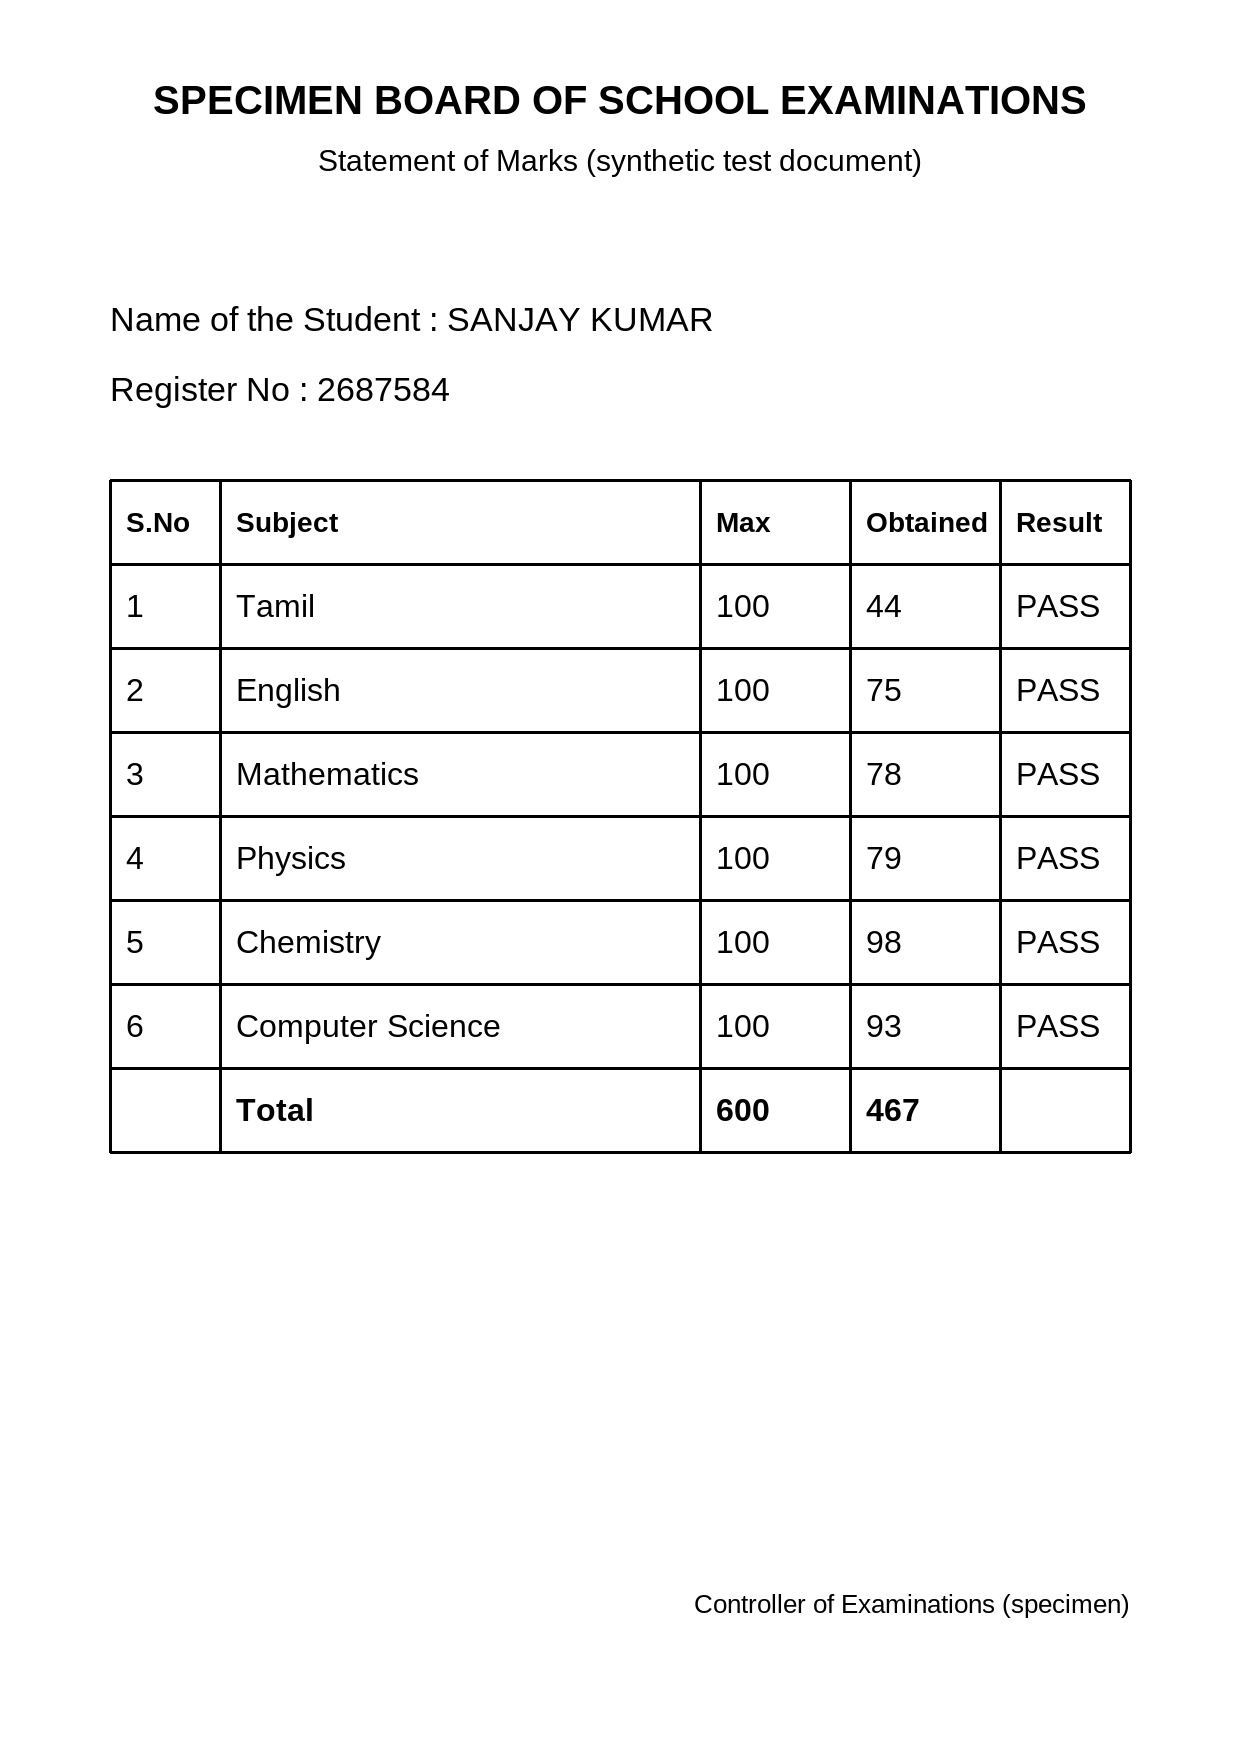 SPECIMEN BOARD OF SCHOOL EXAMINATIONS
Statement of Marks (synthetic test document)
Name of the Student : SANJAY KUMAR
Register No : 2687584
S.No Subject Max Obtained Result
1 Tamil 100 44 PASS
2 English 100 75 PASS
3 Mathematics 100 78 PASS
4 Physics 100 79 PASS
5 Chemistry 100 98 PASS
6 Computer Science 100 93 PASS
Total 600 467
Controller of Examinations (specimen)